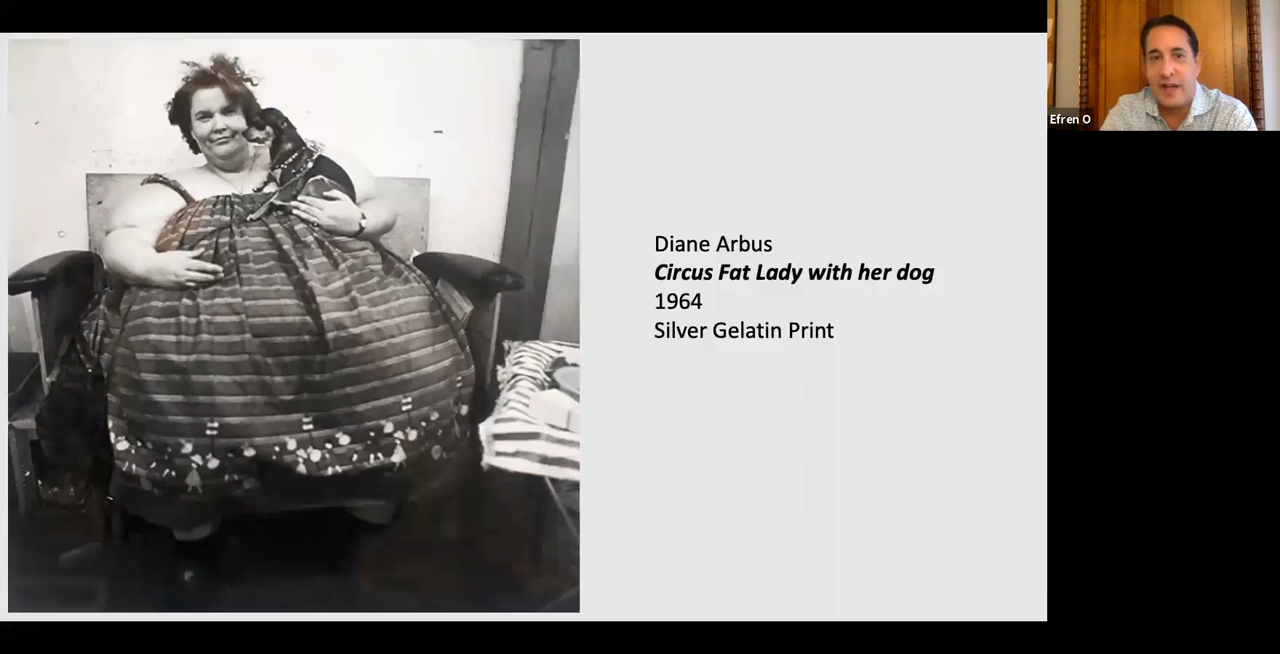 Efren O
Diane Arbus
Circus Fat Lady with her dog
1964
Silver Gelatin Print